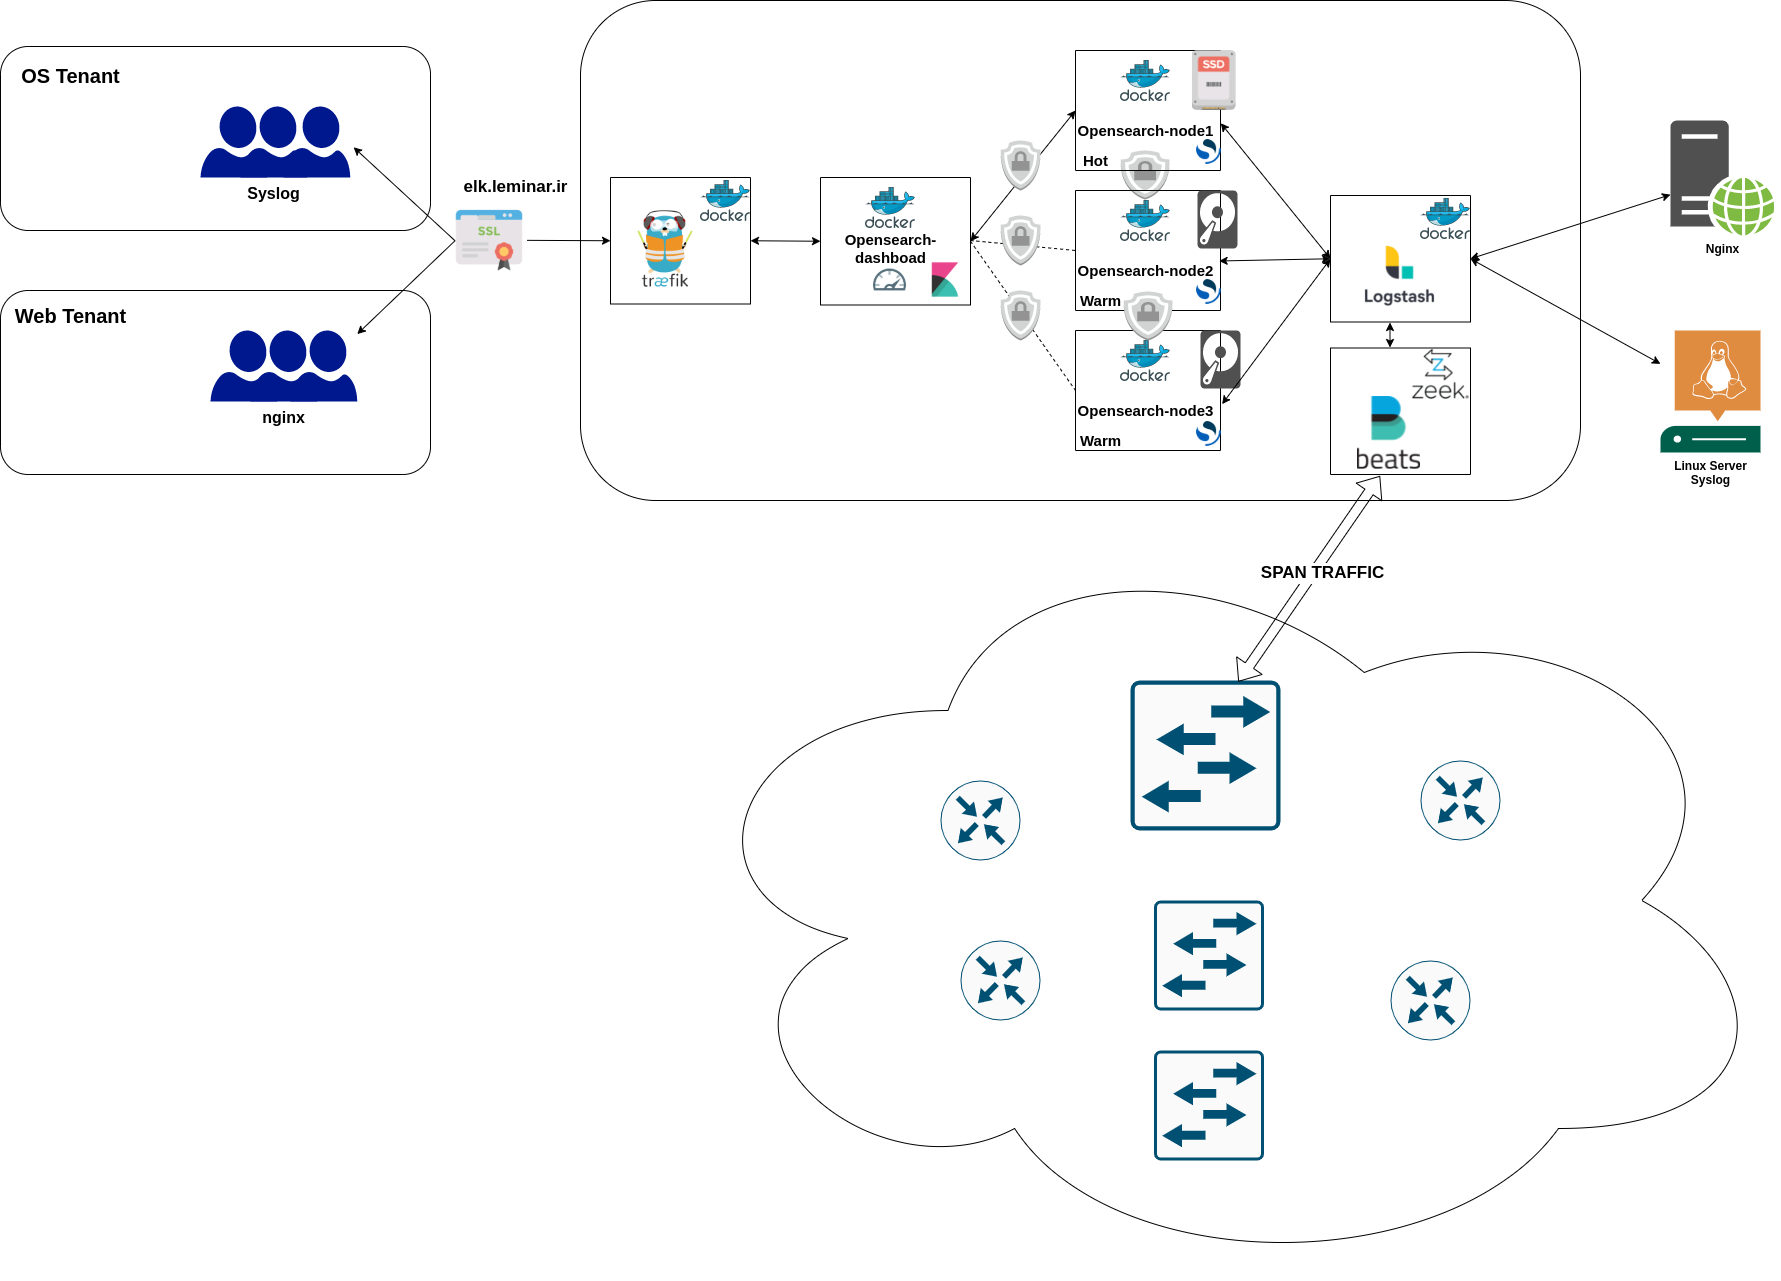 OS Tenant
Syslog
Web Tenant
nginx
elk.leminar.ir
SSL
træfik
docker
docker
Opensearch-
dashboad
docker
SSD
Opensearch-node1
Hot
docker
Opensearch-node2
Warm
docker
Opensearch-node3
Warm
docker
Logstash
zeek.
beats
Nginx
Linux Server
Syslog
SPAN TRAFFIC